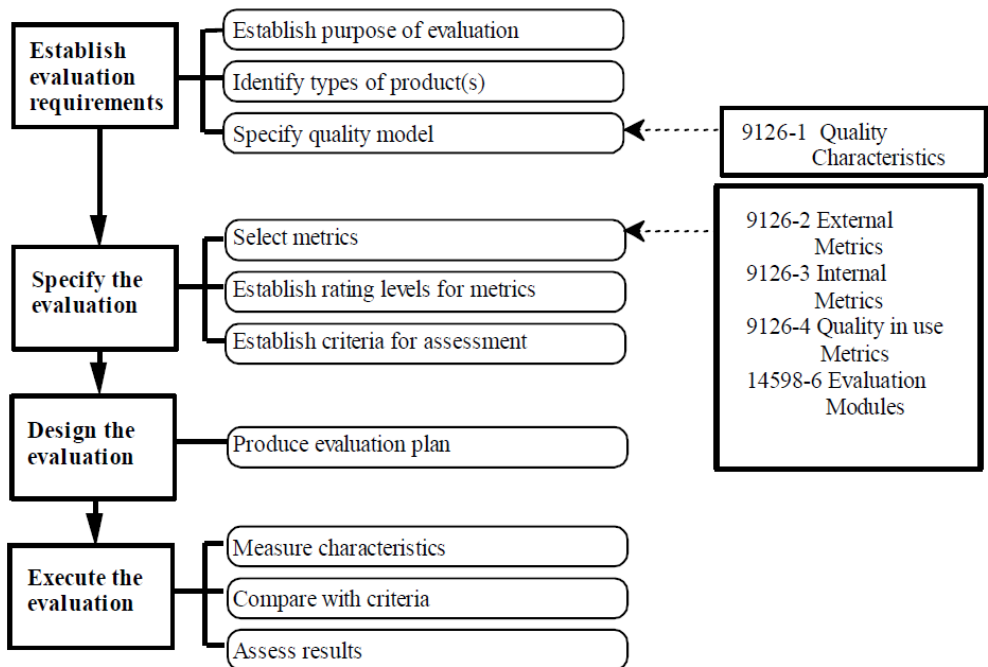 Establish
evaluation
requirements
Establish purpose of evaluation
Identify types of product(s)
Specify quality model
9126-1 Quality
Characteristics
Specify the
evaluation
Select metrics
Establish rating levels for metrics
Establish criteria for assessment
9126-2 External
Metrics
9126-3 Internal
Metrics
9126-4 Quality in use
Metrics
14598-6 Evaluation
Modules
Design the
evaluation
Produce evaluation plan
Execute the
evaluation
Measure characteristics
Compare with criteria
Assess results